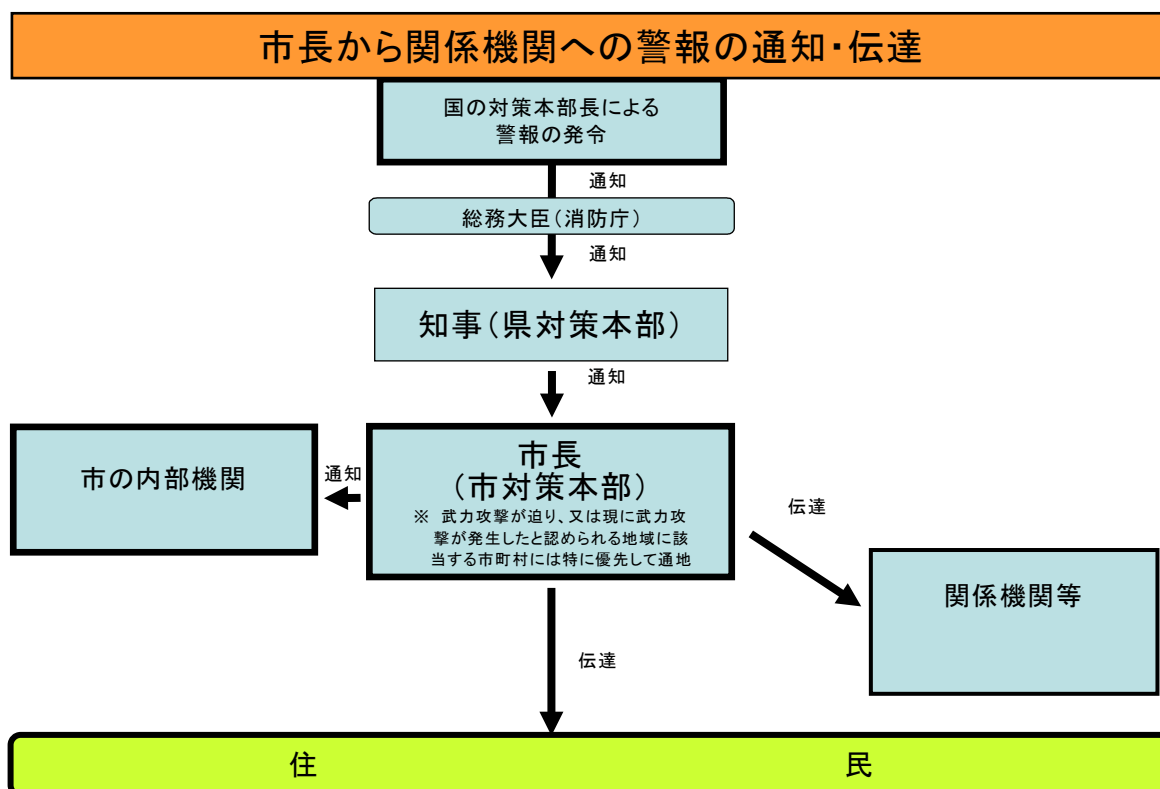 市長から関係機関への警報の通知・伝達
国の対策本部長による
警報の発令
通知
総務大臣(消防庁)
通知
知事(県対策本部)
通知
市の内部機関
通知
市長
(市対策本部)
※ 武力攻撃が迫り、又は現に武力攻
撃が発生したと認められる地域に該
当する市町村には特に優先して通地
伝達
関係機関等
伝達
住 民